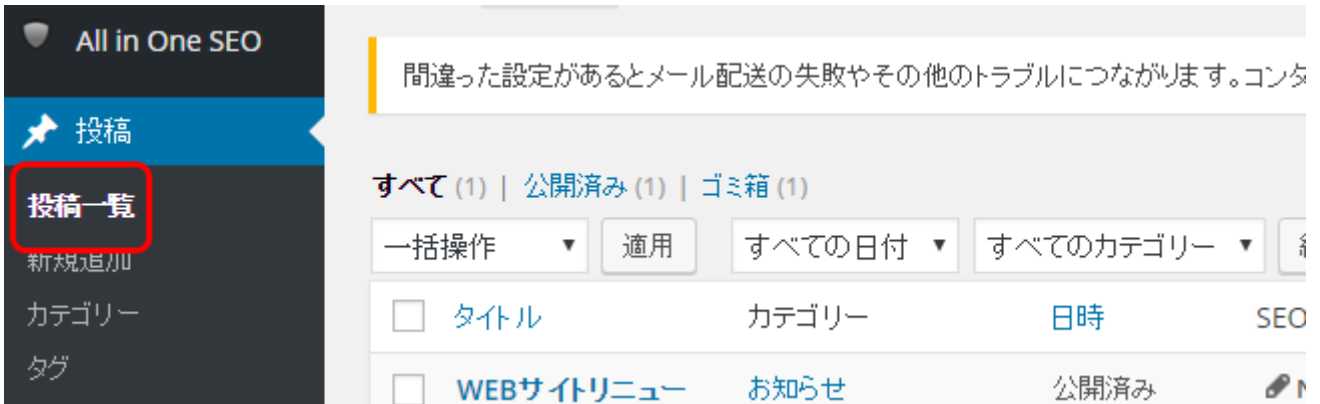 All in One SEO
間違った設定があるとメール配送の失敗やその他のトラブルにつながります。コンタ
投稿
すべて (1) | 公開済み (1) | ゴミ箱 (1)
投稿一覧
一括操作 適用 すべての日付 すべてのカテゴリー
新規追加
カテゴリー
タイトル カテゴリー 日時 SEO
タグ
WEBサイトリニュー お知らせ 公開済み